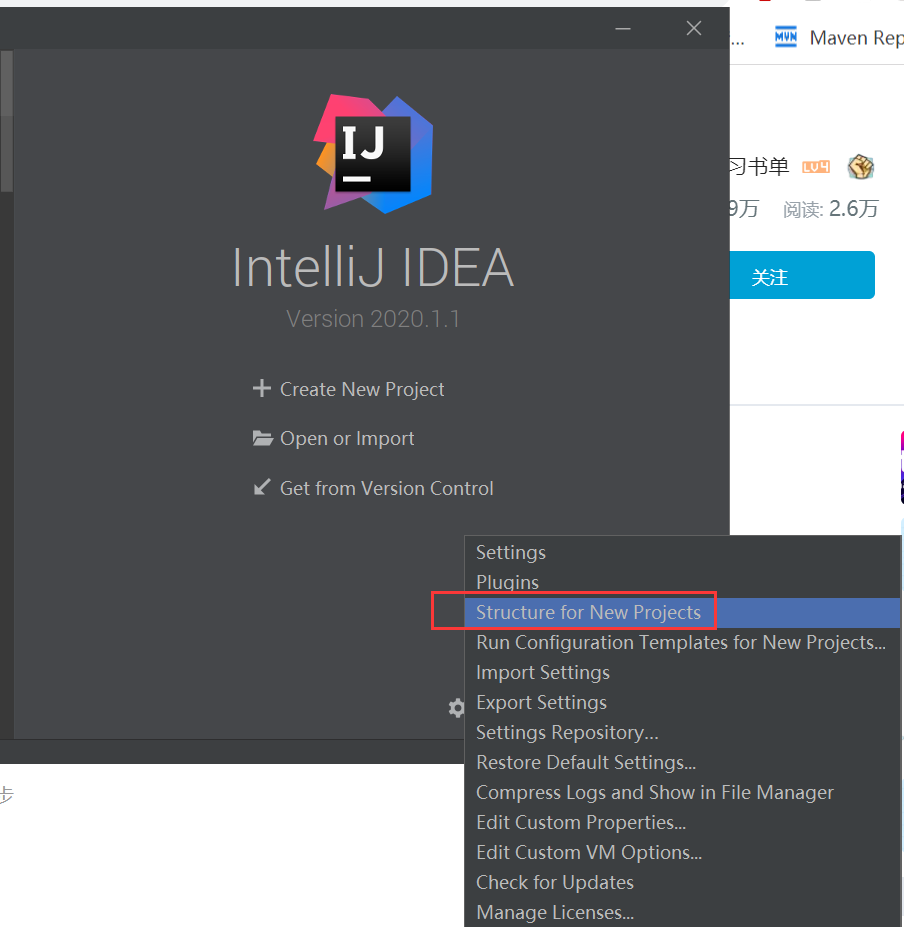 ...
MVN Maven Rep
习书单 LV4
9万 阅读: 2.6万
关注
IJ
IntelliJ IDEA
Version 2020.1.1
Create New Project
Open or Import
Get from Version Control
Settings
Plugins
Structure for New Projects
Run Configuration Templates for New Projects...
Import Settings
Export Settings
Settings Repository...
Restore Default Settings...
Compress Logs and Show in File Manager
Edit Custom Properties...
Edit Custom VM Options...
Check for Updates
Manage Licenses...
步